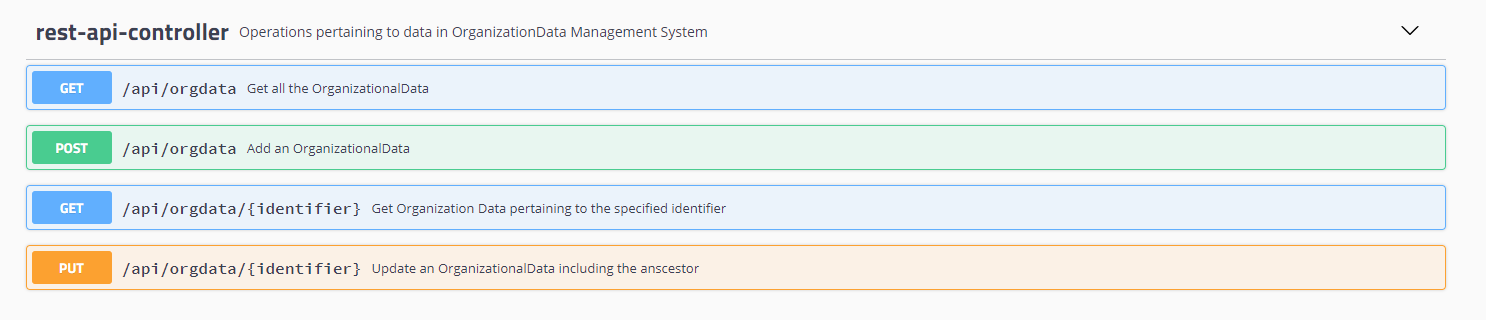 rest-api-controller Operations pertaining to data in OrganizationData Management System
GET /api/orgdata Get all the OrganizationalData
POST /api/orgdata Add an OrganizationalData
GET /api/orgdata/{identifier} Get Organization Data pertaining to the specified identifier
PUT /api/orgdata/{identifier} Update an OrganizationalData including the anscestor